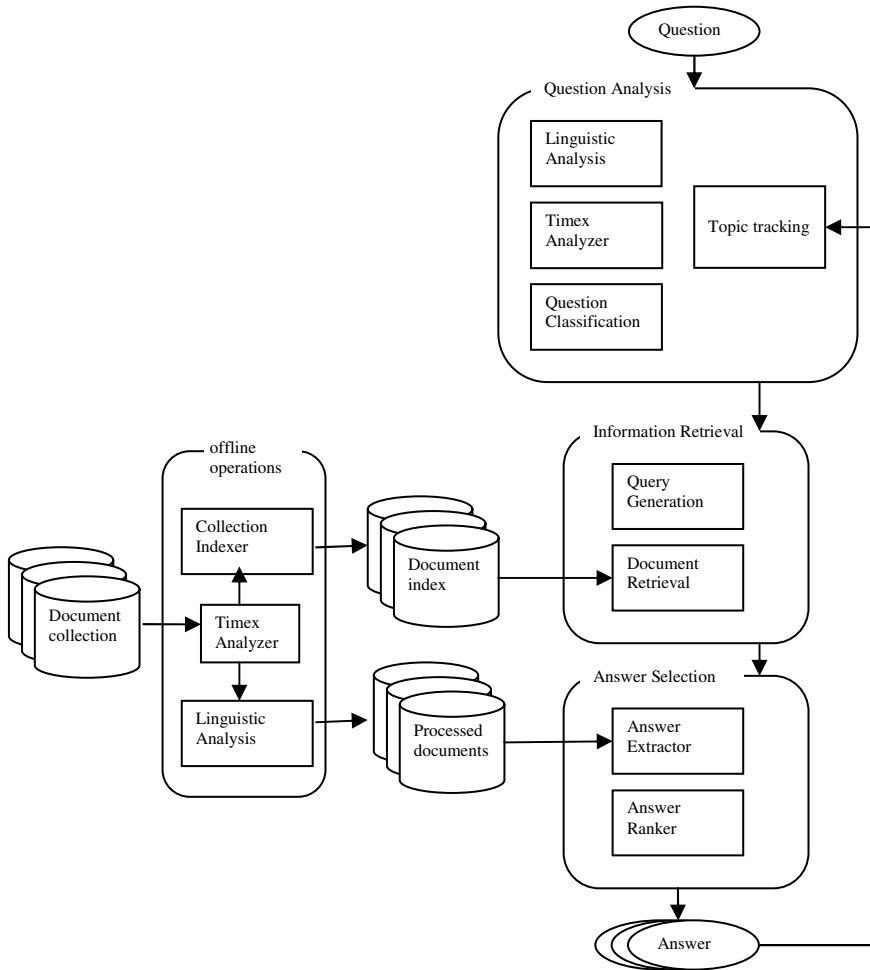 Question
Question Analysis
Linguistic
Analysis
Timex
Analyzer
Question
Classification
Topic tracking
Information Retrieval
Query
Generation
Document
Retrieval
offline
operations
Collection
Indexer
Timex
Analyzer
Linguistic
Analysis
Document
collection
Document
index
Processed
documents
Answer Selection
Answer
Extractor
Answer
Ranker
Answer